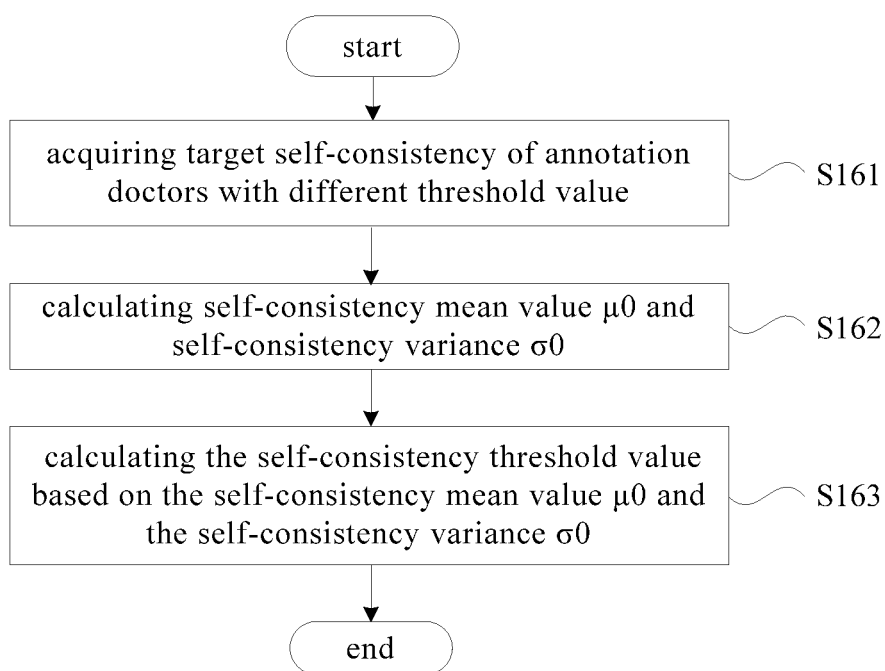 start
acquiring target self-consistency of annotation
doctors with different threshold value
S161
calculating self-consistency mean value μ0 and
self-consistency variance σ0
S162
calculating the self-consistency threshold value
based on the self-consistency mean value μ0 and
the self-consistency variance σ0
S163
end